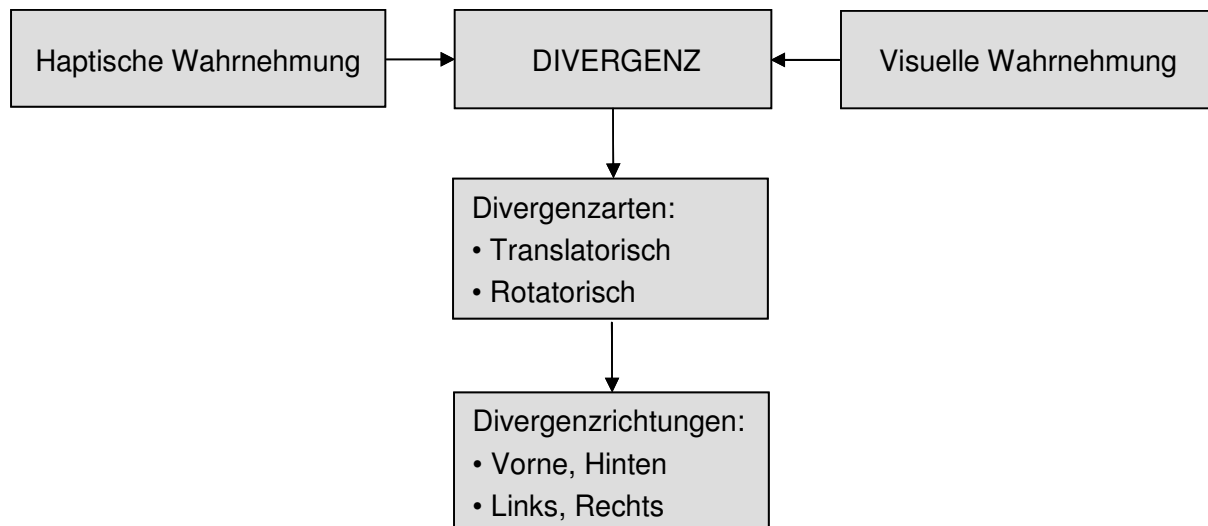 Haptische Wahrnehmung
DIVERGENZ
Visuelle Wahrnehmung
Divergenzarten:
• Translatorisch
• Rotatorisch
Divergenzrichtungen:
• Vorne, Hinten
• Links, Rechts